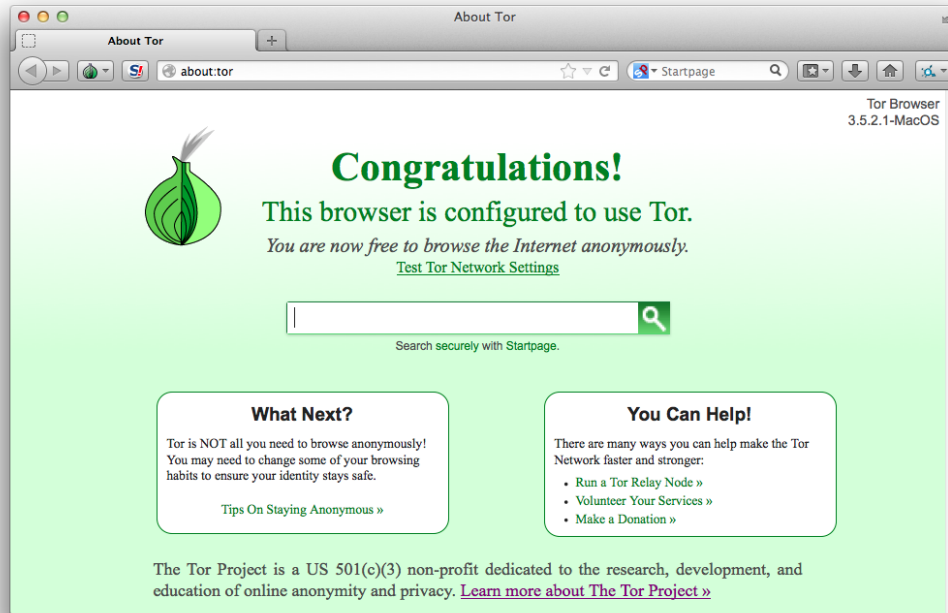 About Tor
About Tor
S!
about:tor
Startpage
Tor Browser
3.5.2.1-MacOS
Congratulations!
This browser is configured to use Tor.
You are now free to browse the Internet anonymously.
Test Tor Network Settings
Search securely with Startpage.
What Next?
Tor is NOT all you need to browse anonymously!
You may need to change some of your browsing
habits to ensure your identity stays safe.
Tips On Staying Anonymous »
You Can Help!
There are many ways you can help make the Tor
Network faster and stronger:
• Run a Tor Relay Node »
• Volunteer Your Services »
• Make a Donation »
The Tor Project is a US 501(c)(3) non-profit dedicated to the research, development, and
education of online anonymity and privacy. Learn more about The Tor Project »